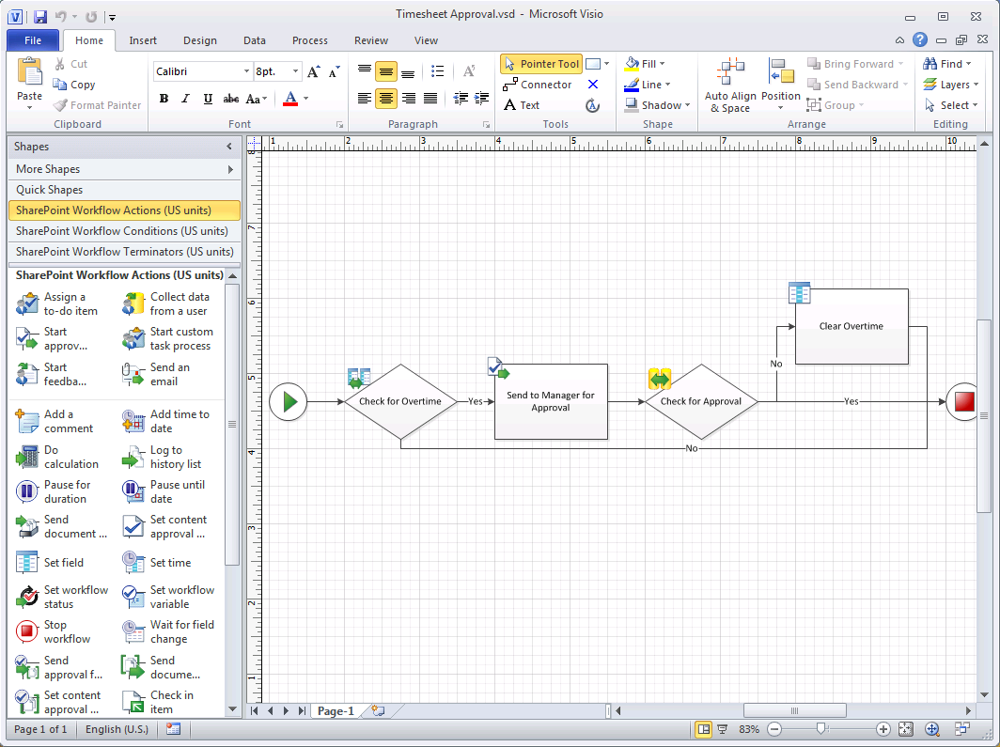 Timesheet Approval.vsd - Microsoft Visio
File Home Insert Design Data Process Review View
Paste
Cut
Copy
Format Painter
Clipboard
Calibri 8pt. A A
B I U abc Aa A
Font
A
Paragraph
Pointer Tool
Connector
A Text
Tools
Fill
Line
Shadow
Shape
Auto Align
& Space
Position
Bring Forward
Send Backward
Group
Arrange
Find
Layers
Select
Editing
Shapes
More Shapes
Quick Shapes
SharePoint Workflow Actions (US units)
SharePoint Workflow Conditions (US units)
SharePoint Workflow Terminators (US units)
SharePoint Workflow Actions (US units)
Assign a
to-do item
Collect data
from a user
Start
approv...
Start custom
task process
Start
feedba...
Send an
email
Add a
comment
Add time to
date
Do
calculation
Log to
history list
Pause for
duration
Pause until
date
Send
document ...
Set content
approval ...
Set field
Set time
Set workflow
status
Set workflow
variable
Stop
workflow
Wait for field
change
Send
approval f...
Send
docume...
Set content
approval ...
Check in
item
1 2 3 4 5 6 7 8 9 10
8
7
6
5
4
3
2
1
Clear Overtime
No
Check for Overtime
Yes
Send to Manager for
Approval
Check for Approval
Yes
No
Page-1
Page 1 of 1 English (U.S.) 83%